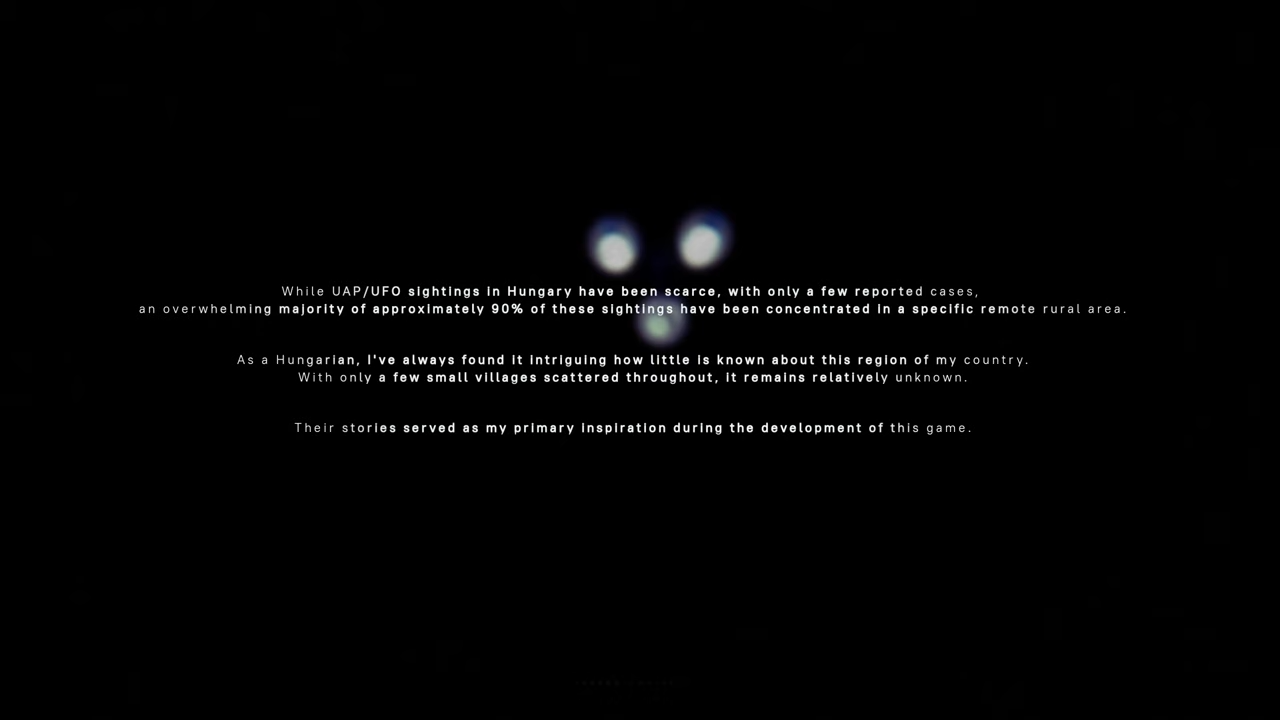 While UAP/UFO sightings in Hungary have been scarce, with only a few reported cases,
an overwhelming majority of approximately 90% of these sightings have been concentrated in a specific remote rural area.
As a Hungarian, I've always found it intriguing how little is known about this region of my country.
With only a few small villages scattered throughout, it remains relatively unknown.
Their stories served as my primary inspiration during the development of this game.